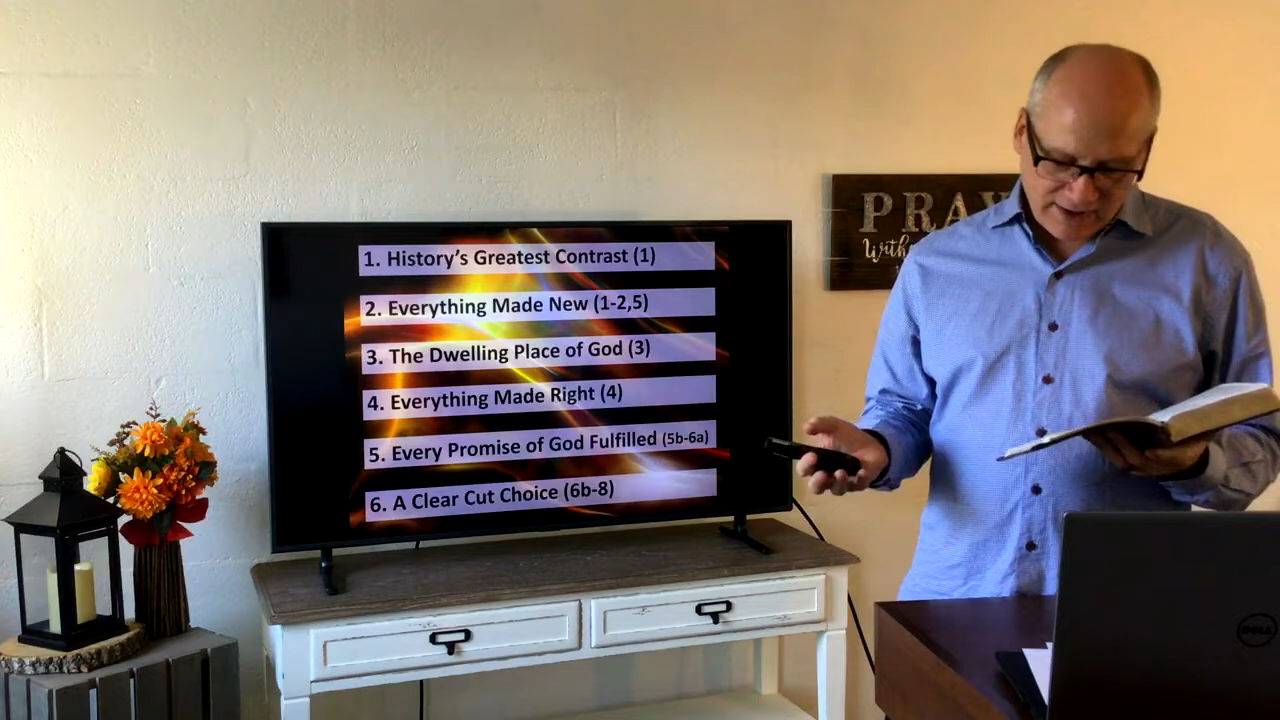 1. History's Greatest Contrast (1)
2. Everything Made New (1-2,5)
3. The Dwelling Place of God (3)
4. Everything Made Right (4)
5. Every Promise of God Fulfilled (5b-6a)
6. A Clear Cut Choice (6b-8)
PRAY
DELL